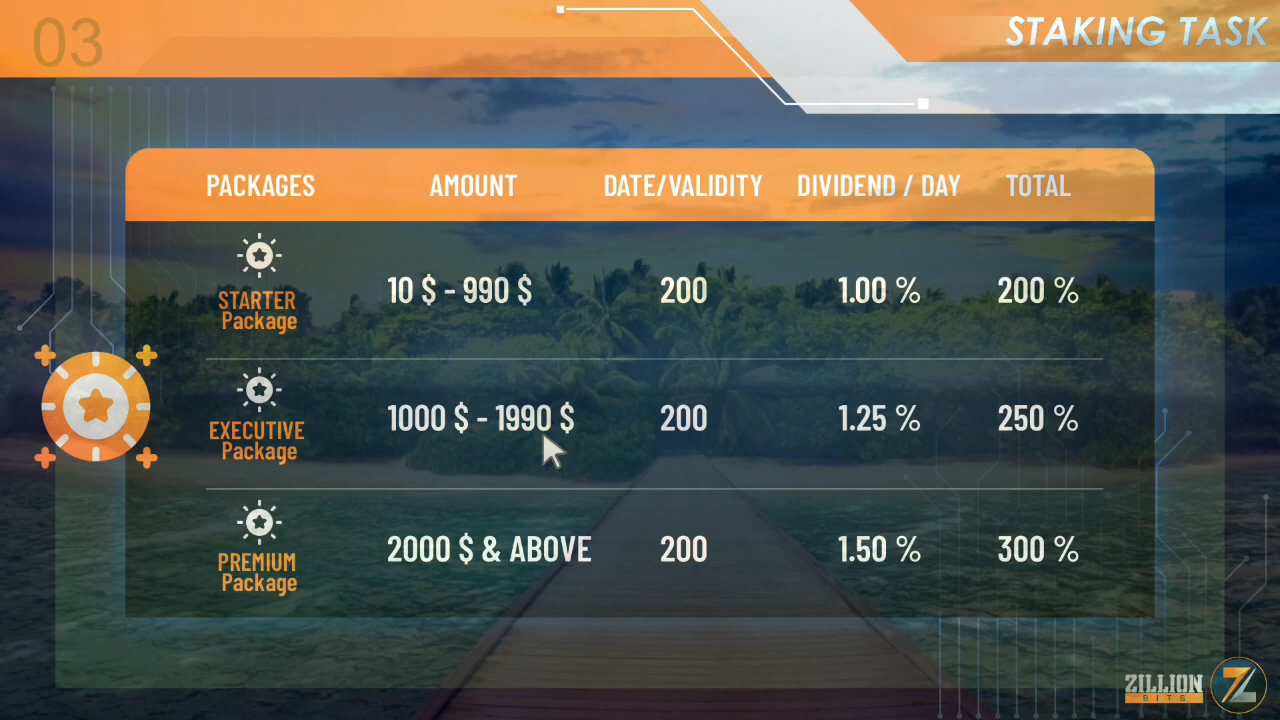 03
STAKING TASK
PACKAGES AMOUNT DATE/VALIDITY DIVIDEND / DAY TOTAL
STARTER
Package
10 $ - 990 $ 200 1.00 % 200 %
EXECUTIVE
Package
1000 $ - 1990 $ 200 1.25 % 250 %
PREMIUM
Package
2000 $ & ABOVE 200 1.50 % 300 %
ZILLION
BITS